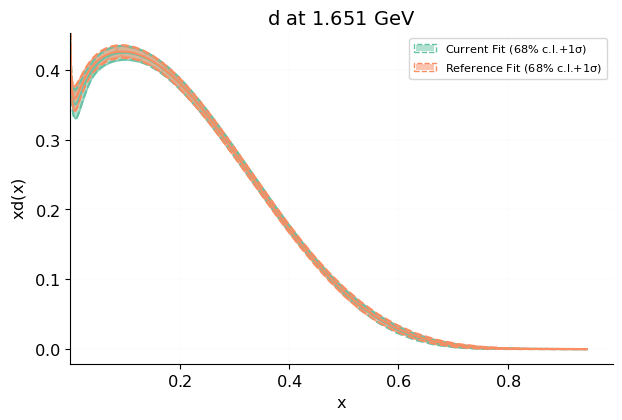 d at 1.651 GeV
Current Fit (68% c.l.+1σ)
Reference Fit (68% c.l.+1σ)
xd(x)
0.4
0.3
0.2
0.1
0.0
0.2 0.4 0.6 0.8
x